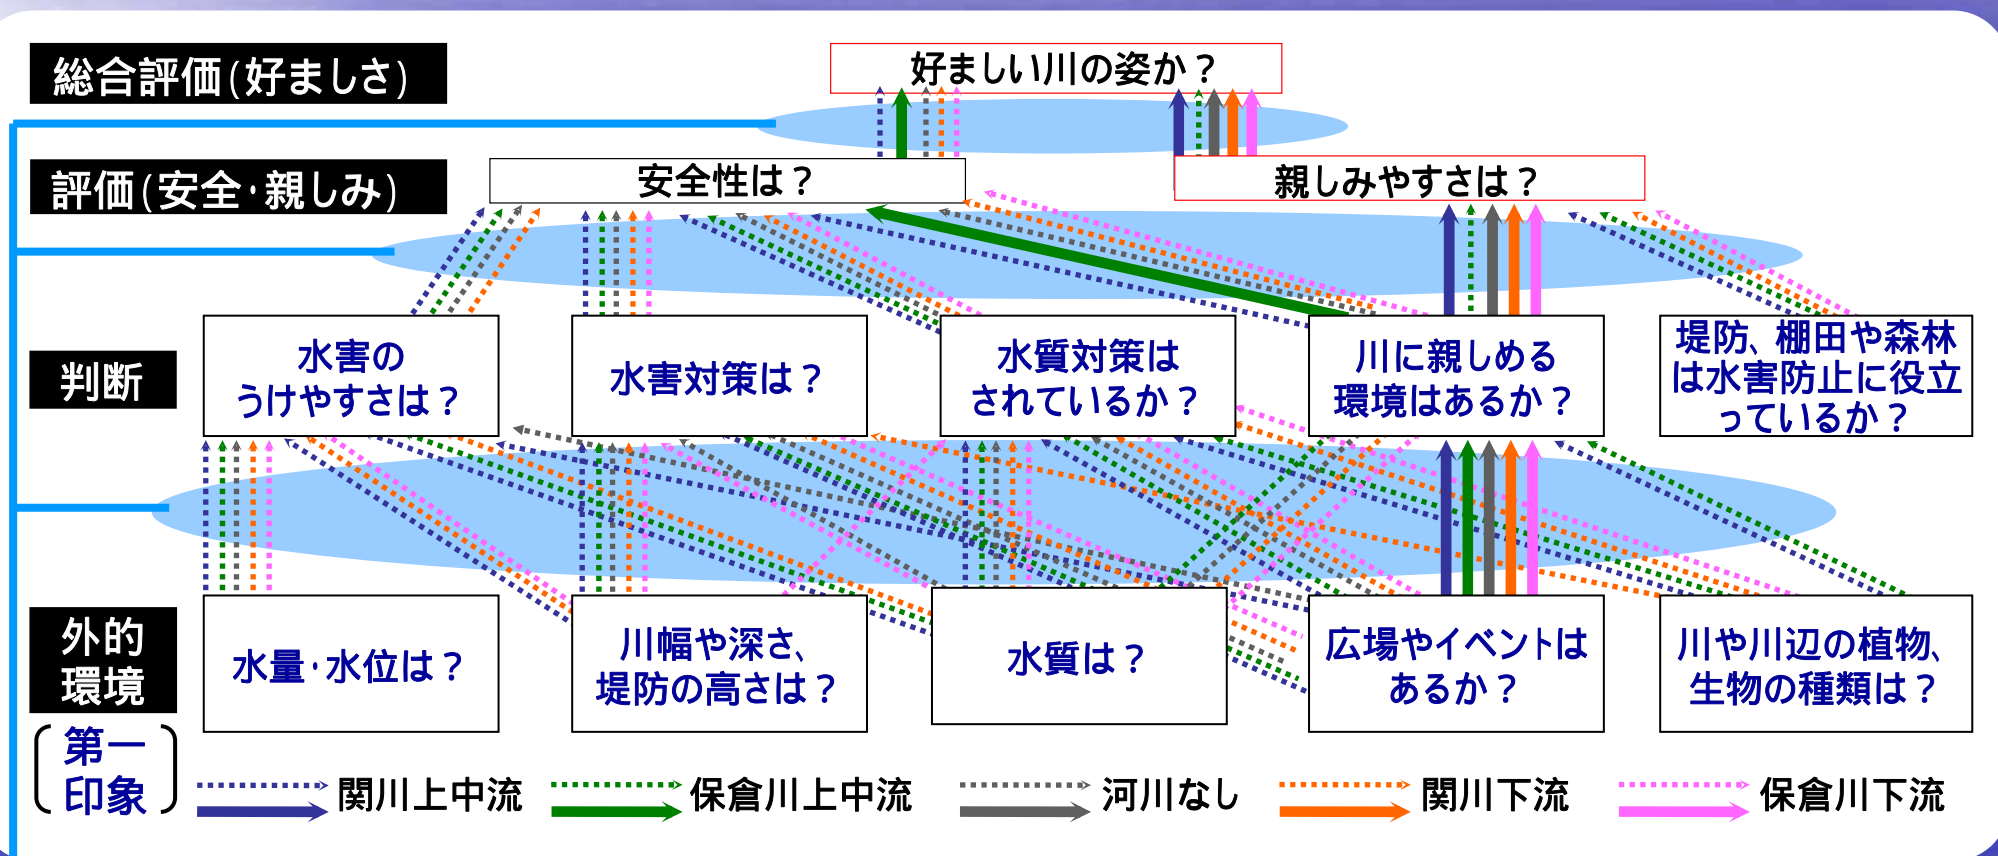 総合評価(好ましさ)
好ましい川の姿か？
評価(安全・親しみ)
安全性は？
親しみやすさは？
判断
水害の
うけやすさは？
水害対策は？
水質対策は
されているか？
川に親しめる
環境はあるか？
堤防、棚田や森林
は水害防止に役立
っているか？
外的
環境
第一
印象
水量・水位は？
川幅や深さ、
堤防の高さは？
水質は？
広場やイベントは
あるか？
川や川辺の植物、
生物の種類は？
関川上中流
保倉川上中流
河川なし
関川下流
保倉川下流